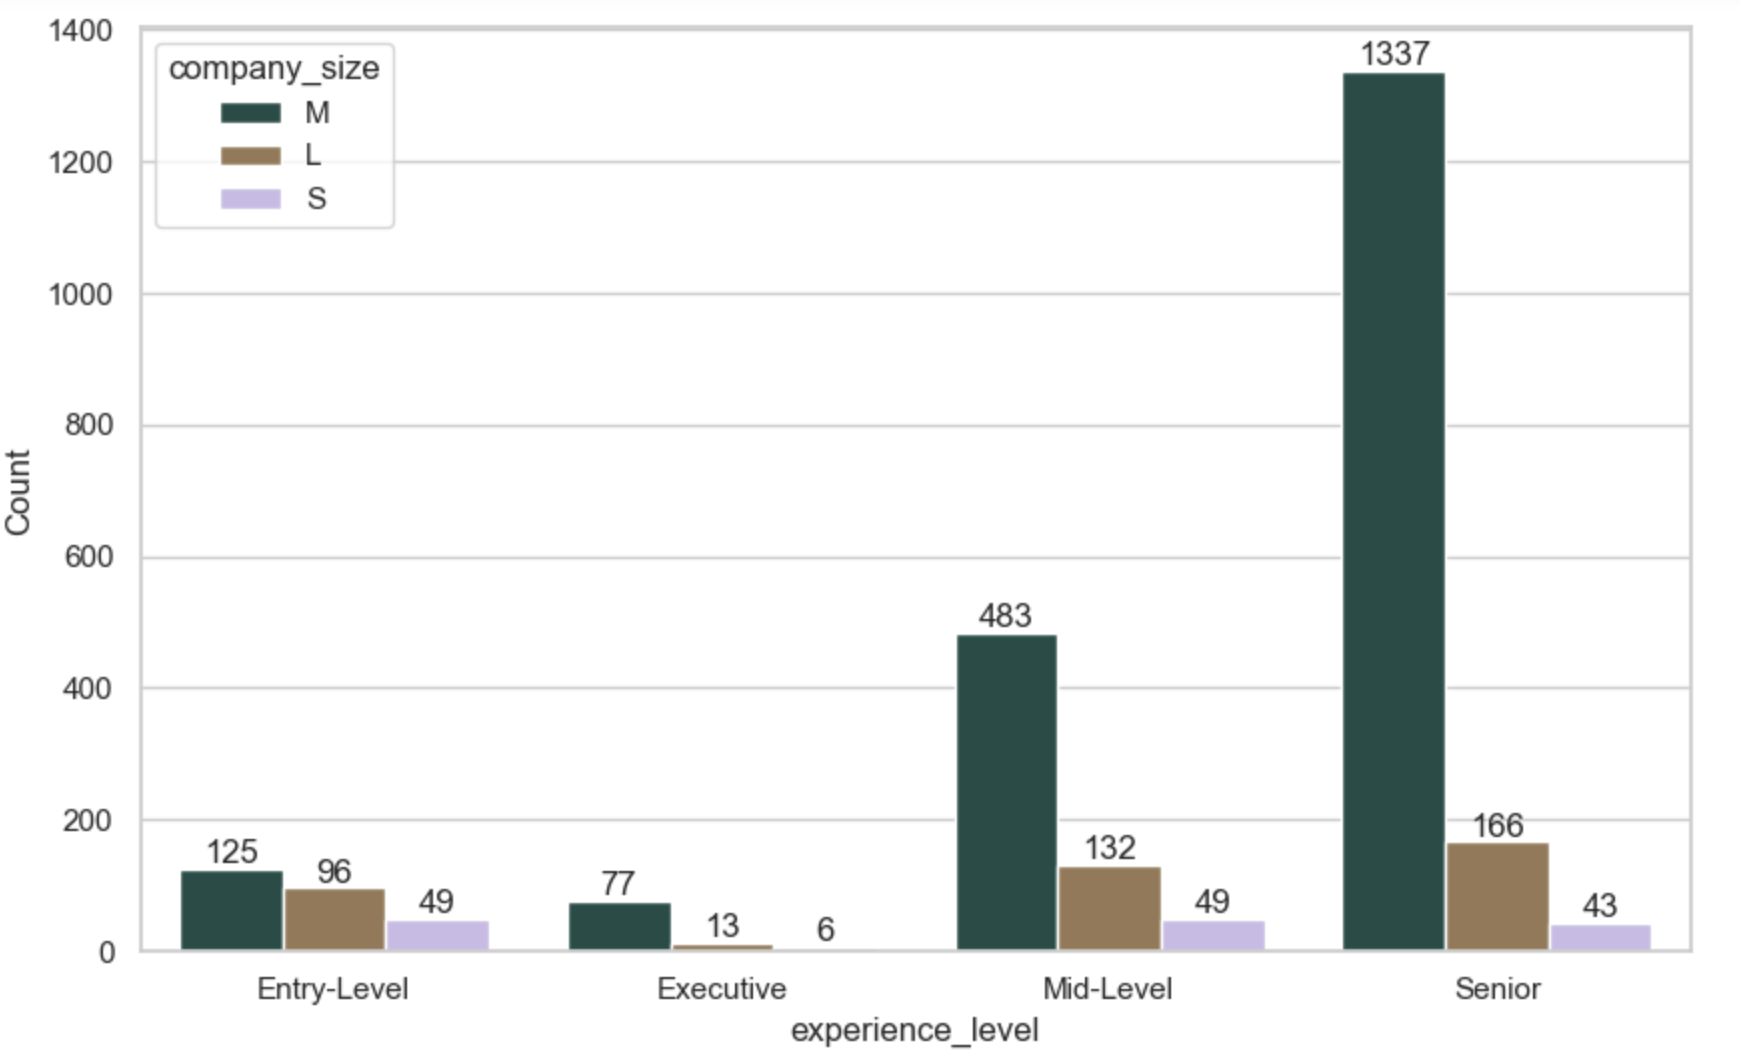 1400
1200
1000
800
600
400
200
0
Count
company_size
M
L
S
125
96
49
77
13
6
483
132
49
1337
166
43
Entry-Level
Executive
Mid-Level
Senior
experience_level